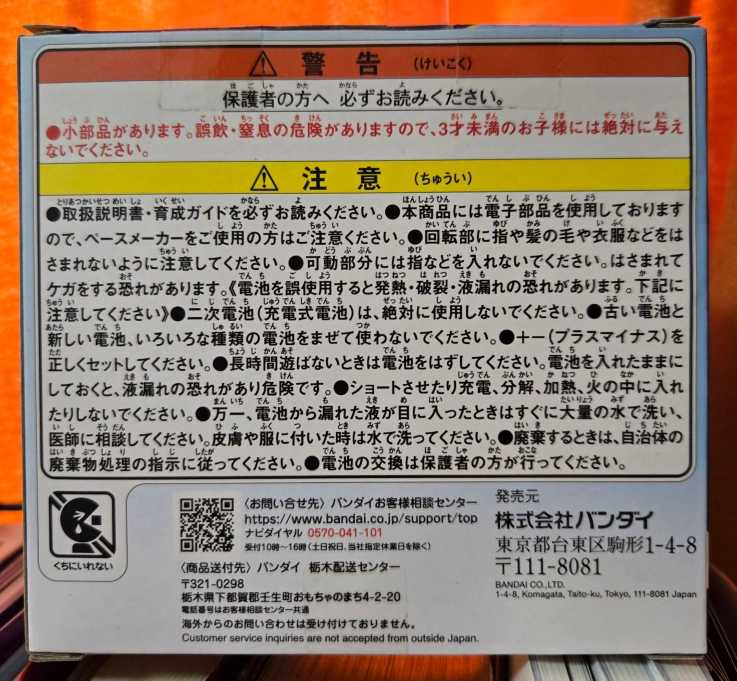 警告 (けいこく)
保護者の方へ 必ずお読みください。
●小部品があります。誤飲・窒息の危険がありますので、3才未満のお子様には絶対に与え
ないでください。
注意 (ちゅうい)
●取扱説明書・育成ガイドを必ずお読みください。●本商品には電子部品を使用しております
ので、ペースメーカーをご使用の方はご注意ください。●回転部に指や髪の毛や衣服などをは
さまれないように注意してください。●可動部分には指などを入れないでください。はさまれて
ケガをする恐れがあります。《電池を誤使用すると発熱・破裂・液漏れの恐れがあります。下記に
注意してください》●二次電池(充電式電池)は、絶対に使用しないでください。●古い電池と
新しい電池、いろいろな種類の電池をまぜて使わないでください。●+−(プラスマイナス)を
正しくセットしてください。●長時間遊ばないときは電池をはずしてください。電池を入れたままに
しておくと、液漏れの恐れがあり危険です。●ショートさせたり充電、分解、加熱、火の中に入れ
たりしないでください。●万一、電池から漏れた液が目に入ったときはすぐに大量の水で洗い、
医師に相談してください。皮膚や服に付いた時は水で洗ってください。●廃棄するときは、自治体の
廃棄物処理の指示に従ってください。●電池の交換は保護者の方が行ってください。
くちにいれない
〈お問い合せ先〉バンダイお客様相談センター
https://www.bandai.co.jp/support/top
ナビダイヤル 0570-041-101
受付10時〜16時(土日祝日、当社指定休業日を除く)
〈商品送付先〉バンダイ 栃木配送センター
〒321-0298
栃木県下都賀郡壬生町おもちゃのまち4-2-20
電話番号はお客様相談センター共通
海外からのお問い合せは受け付けておりません。
Customer service inquiries are not accepted from outside Japan.
発売元
株式会社バンダイ
東京都台東区駒形1-4-8
〒111-8081
BANDAI CO.,LTD.
1-4-8, Komagata, Taito-ku, Tokyo, 111-8081 Japan